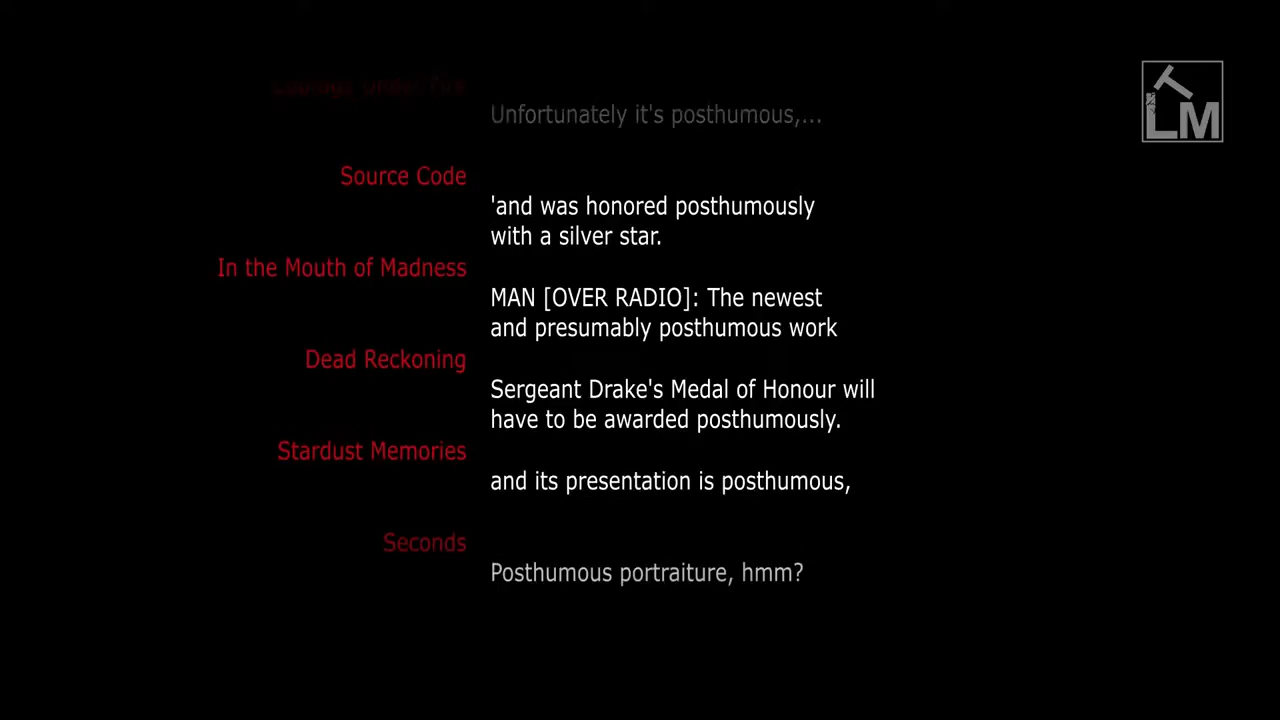 Unfortunately it's posthumous,...
Source Code
'and was honored posthumously
with a silver star.
In the Mouth of Madness
MAN [OVER RADIO]: The newest
and presumably posthumous work
Dead Reckoning
Sergeant Drake's Medal of Honour will
have to be awarded posthumously.
Stardust Memories
and its presentation is posthumous,
Seconds
Posthumous portraiture, hmm?
TLM